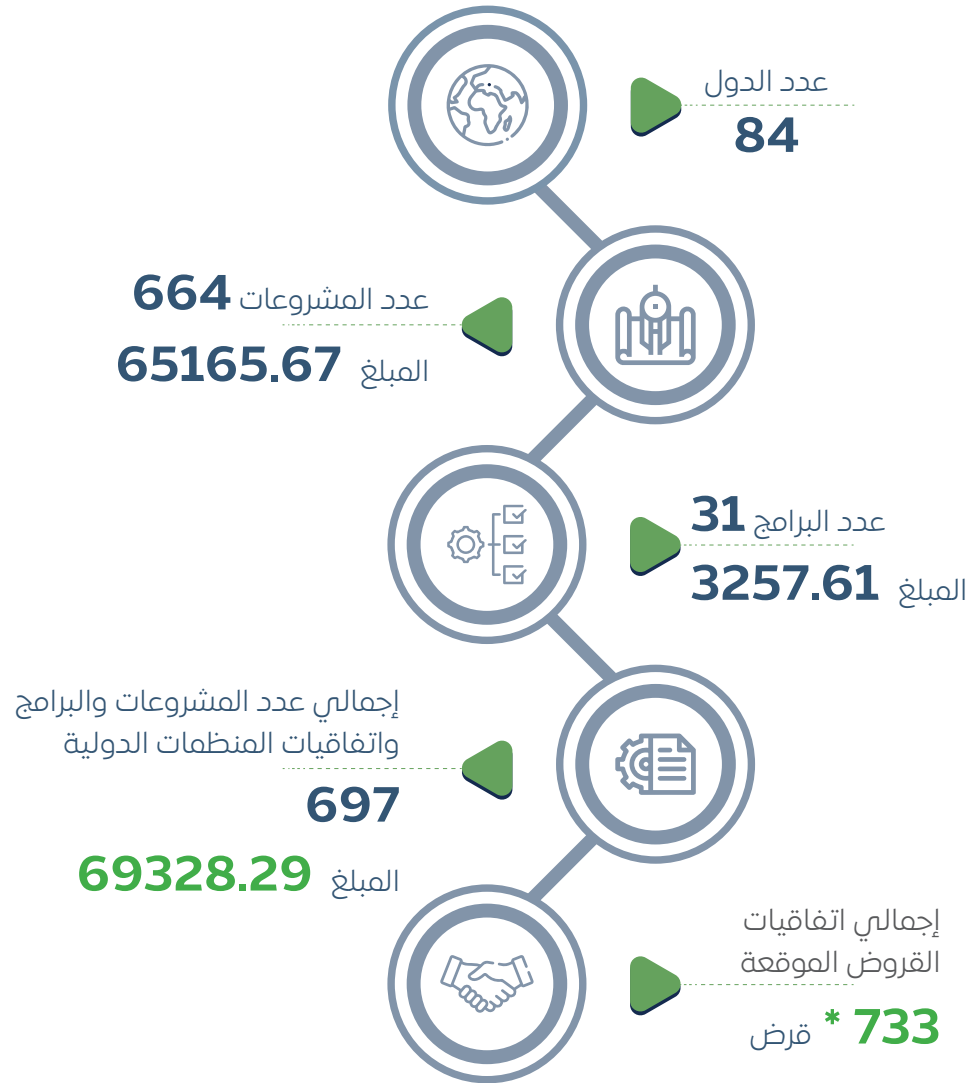 عدد الدول
84
عدد المشروعات 664
المبلغ 65165.67
عدد البرامج 31
المبلغ 3257.61
إجمالي عدد المشروعات والبرامج
واتفاقيات المنظمات الدولية
697
المبلغ 69328.29
إجمالي اتفاقيات
القروض الموقعة
733 * قرض